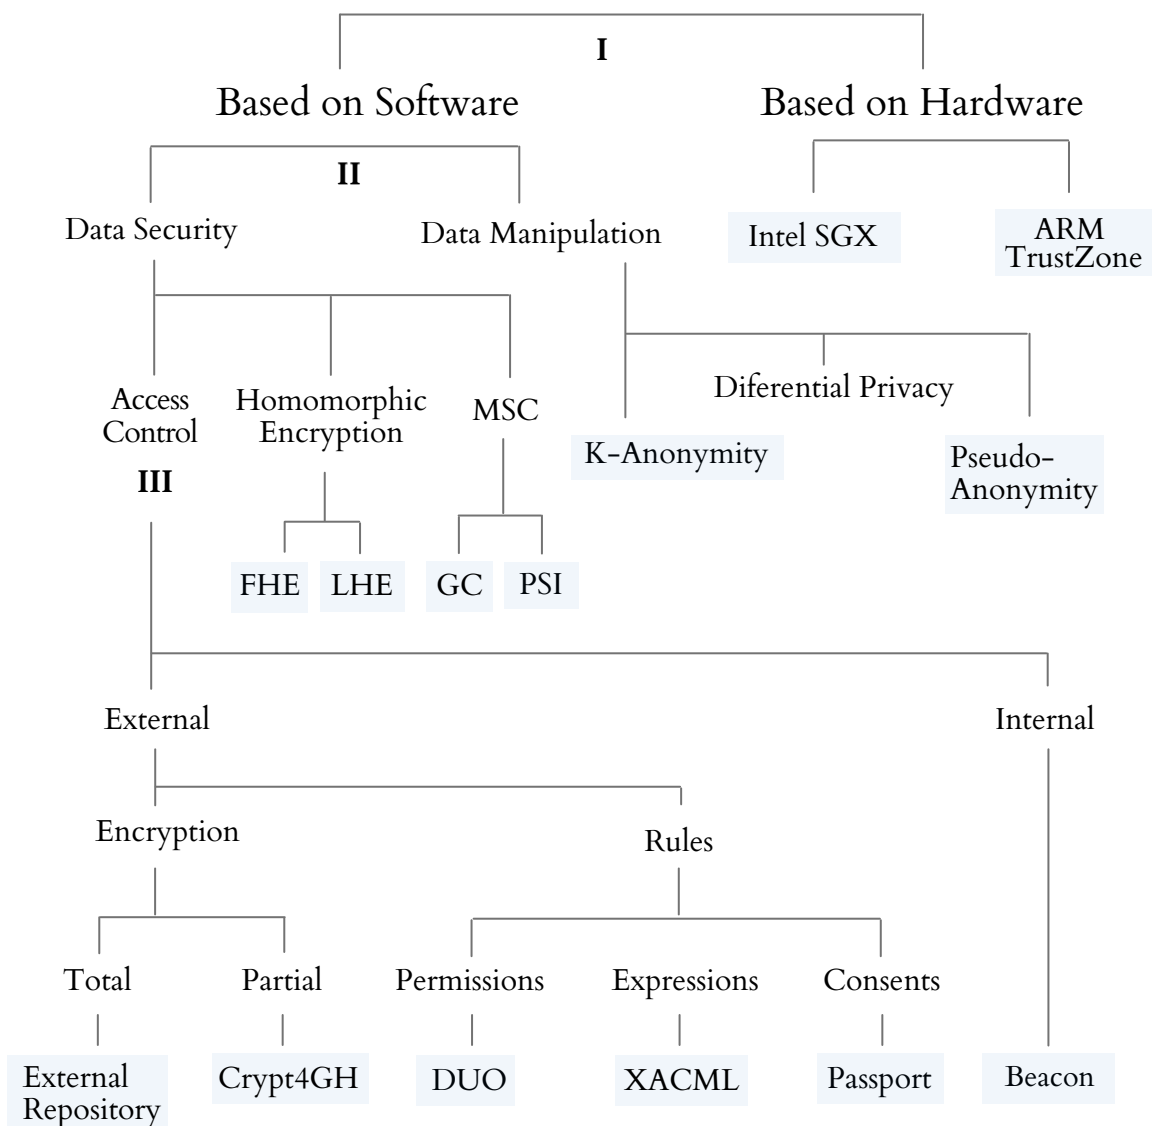 I
Based on Software
Based on Hardware
II
Data Security
Data Manipulation
Intel SGX
ARM
TrustZone
Access
Control
Homomorphic
Encryption
MSC
Diferential Privacy
K-Anonymity
Pseudo-
Anonymity
III
FHE
LHE
GC
PSI
External
Internal
Encryption
Rules
Total
Partial
Permissions
Expressions
Consents
External
Repository
Crypt4GH
DUO
XACML
Passport
Beacon